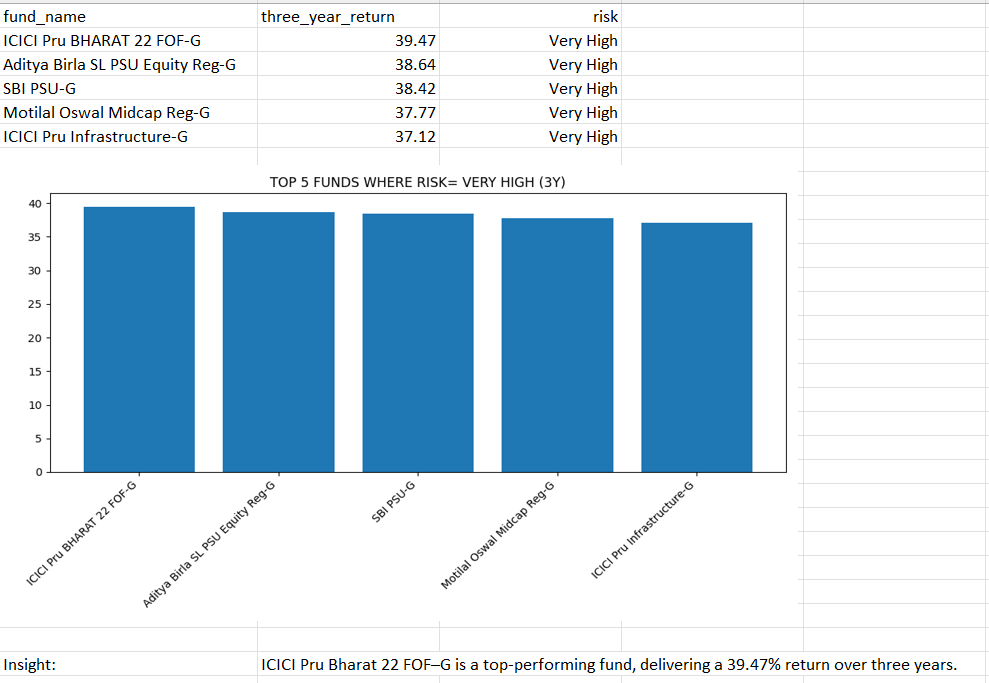 fund_name three_year_return risk
ICICI Pru BHARAT 22 FOF-G 39.47 Very High
Aditya Birla SL PSU Equity Reg-G 38.64 Very High
SBI PSU-G 38.42 Very High
Motilal Oswal Midcap Reg-G 37.77 Very High
ICICI Pru Infrastructure-G 37.12 Very High
TOP 5 FUNDS WHERE RISK= VERY HIGH (3Y)
40
35
30
25
20
15
10
5
0
ICICI Pru BHARAT 22 FOF-G
Aditya Birla SL PSU Equity Reg-G
SBI PSU-G
Motilal Oswal Midcap Reg-G
ICICI Pru Infrastructure-G
Insight: ICICI Pru Bharat 22 FOF–G is a top-performing fund, delivering a 39.47% return over three years.